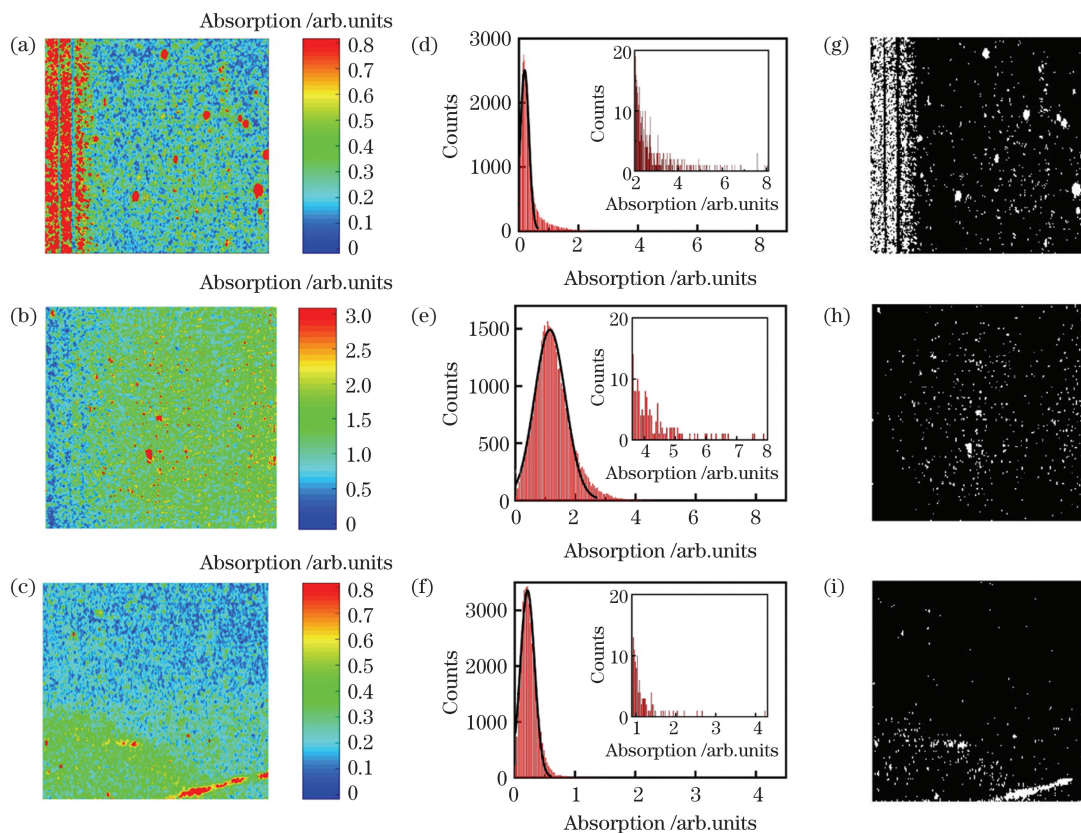 Absorption /arb.units
(a)
0.8
0.7
0.6
0.5
0.4
0.3
0.2
0.1
0
(d)
3000
2000
1000
0
Counts
0 2 4 6 8
Absorption /arb.units
20
10
0
Counts
2 4 6 8
Absorption /arb.units
(g)
Absorption /arb.units
(b)
3.0
2.5
2.0
1.5
1.0
0.5
0
(e)
1500
1000
500
0
Counts
0 2 4 6 8
Absorption /arb.units
20
10
0
Counts
4 5 6 7 8
Absorption /arb.units
(h)
Absorption /arb.units
(c)
0.8
0.7
0.6
0.5
0.4
0.3
0.2
0.1
0
(f)
3000
2000
1000
0
Counts
0 1 2 3 4
Absorption /arb.units
20
10
0
Counts
1 2 3 4
Absorption /arb.units
(i)